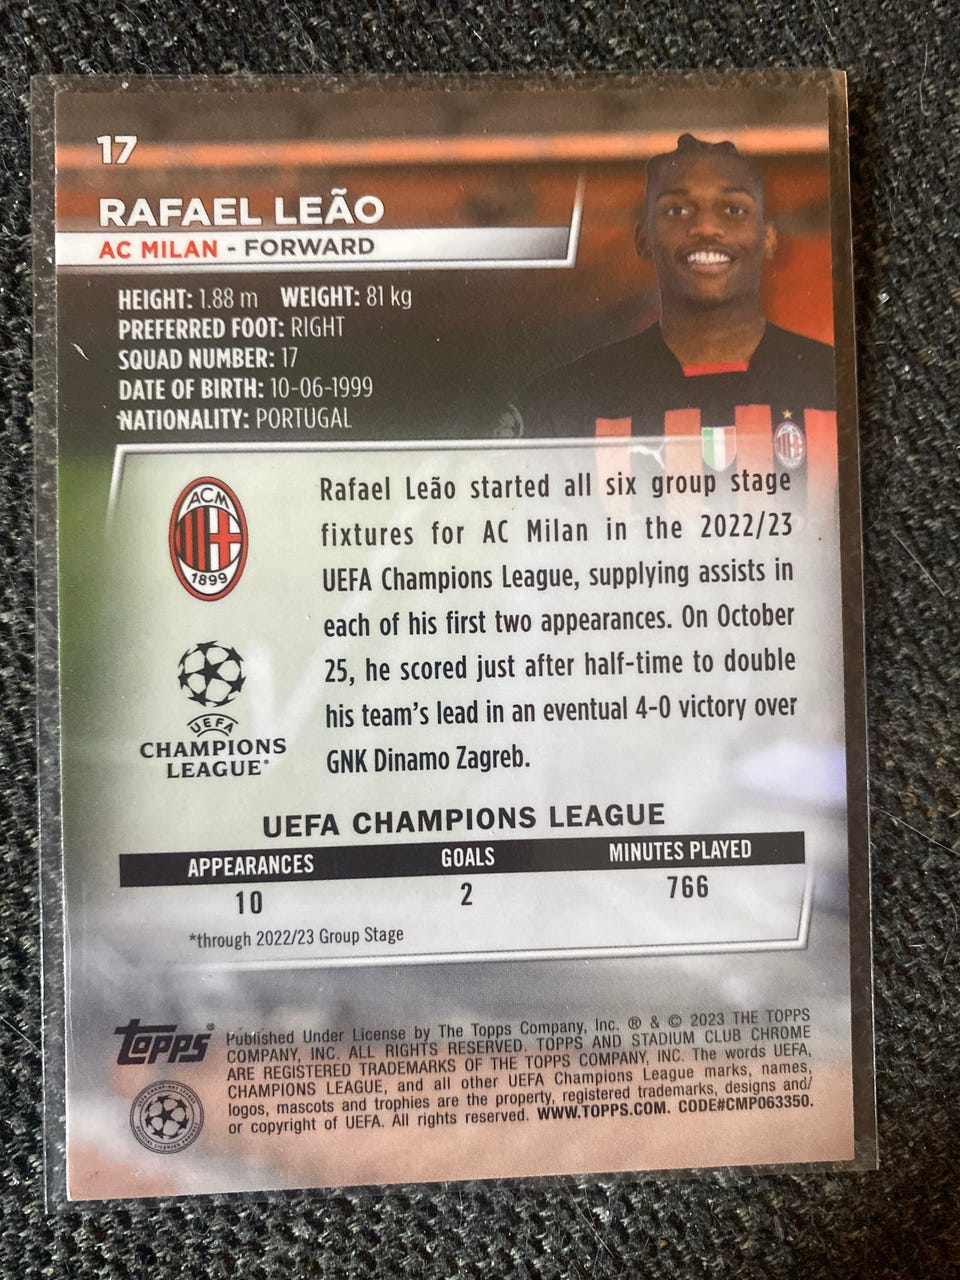 17
RAFAEL LEÃO
AC MILAN - FORWARD
HEIGHT: 1.88 m WEIGHT: 81 kg
PREFERRED FOOT: RIGHT
SQUAD NUMBER: 17
DATE OF BIRTH: 10-06-1999
NATIONALITY: PORTUGAL
ACM
1899
UEFA
CHAMPIONS
LEAGUE®
Rafael Leão started all six group stage
fixtures for AC Milan in the 2022/23
UEFA Champions League, supplying assists in
each of his first two appearances. On October
25, he scored just after half-time to double
his team's lead in an eventual 4-0 victory over
GNK Dinamo Zagreb.
UEFA CHAMPIONS LEAGUE
APPEARANCES GOALS MINUTES PLAYED
10 2 766
*through 2022/23 Group Stage
Topps®
Published Under License by The Topps Company, Inc. ® & © 2023 THE TOPPS
COMPANY, INC. ALL RIGHTS RESERVED. TOPPS AND STADIUM CLUB CHROME
ARE REGISTERED TRADEMARKS OF THE TOPPS COMPANY, INC. The words UEFA,
CHAMPIONS LEAGUE, and all other UEFA Champions League marks, names,
logos, mascots and trophies are the property, registered trademarks, designs and/
or copyright of UEFA. All rights reserved. WWW.TOPPS.COM. CODE#CMP063350.